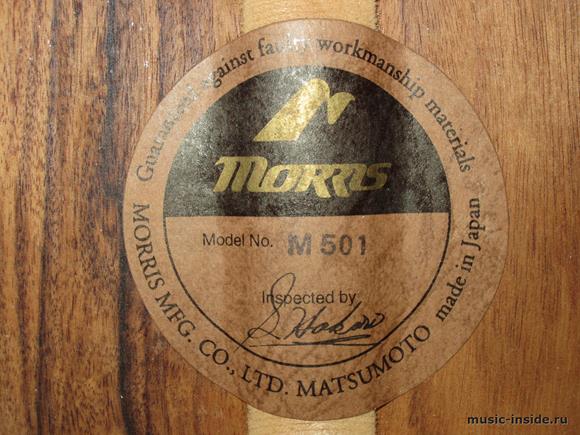 Guaranteed against faulty workmanship materials
MORRIS
Model No. M 501
Inspected by
MORRIS MFG. CO., LTD. MATSUMOTO made in Japan
music-inside.ru